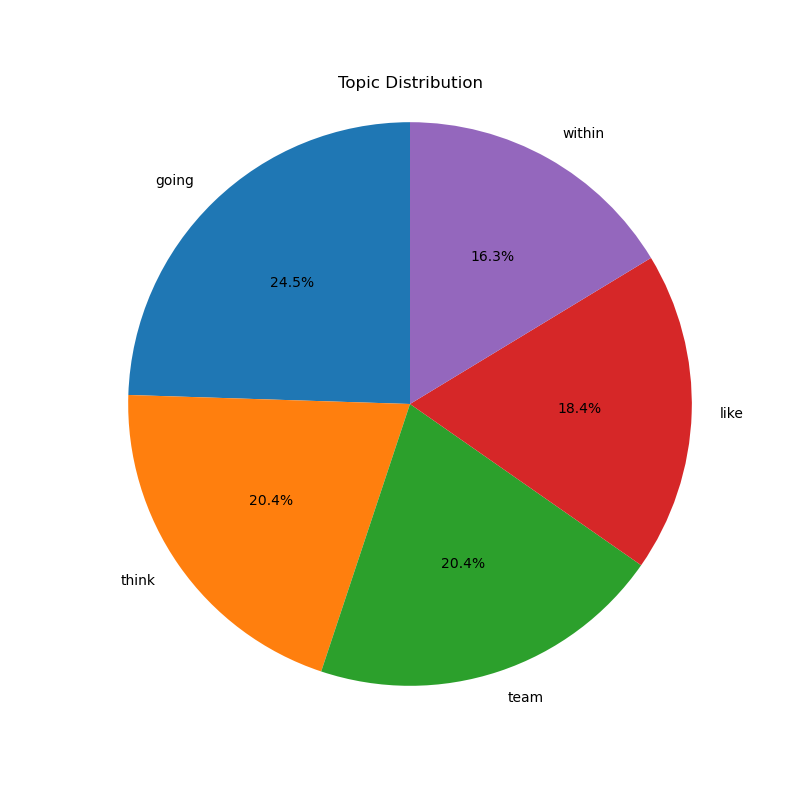 Topic Distribution
within
going
16.3%
24.5%
like
18.4%
20.4%
think
20.4%
team